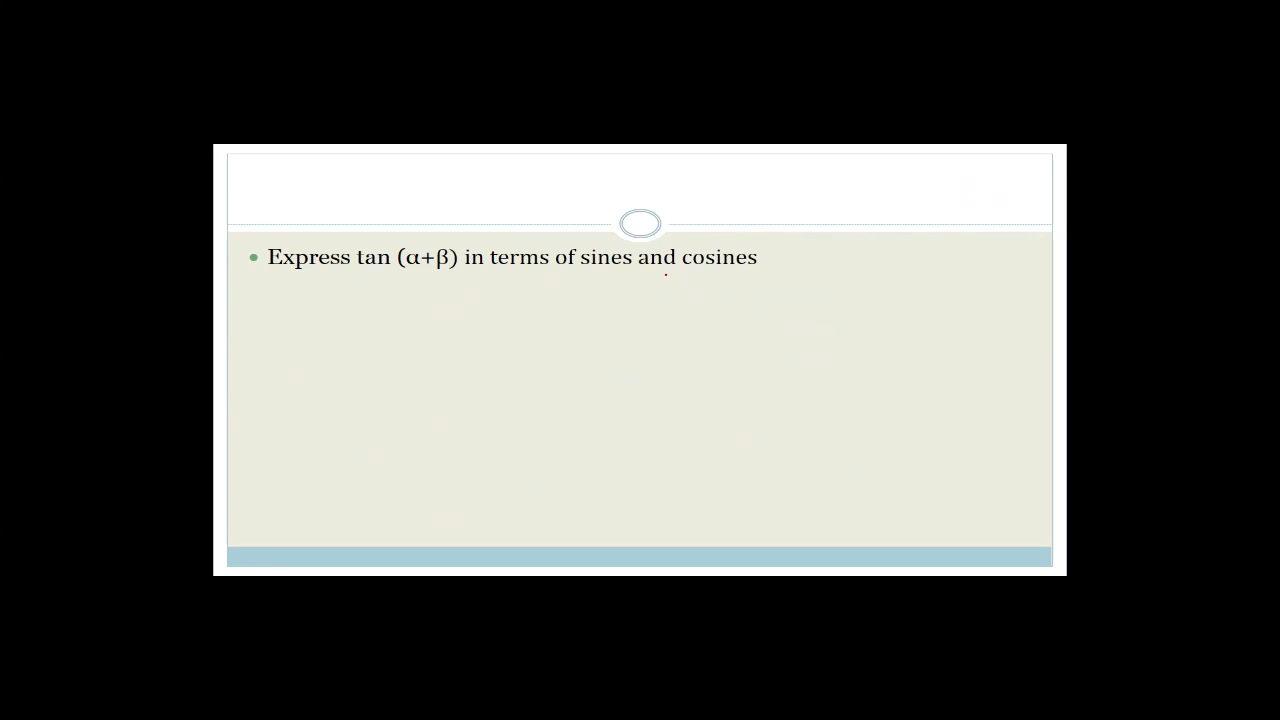 • Express tan (α+β) in terms of sines and cosines